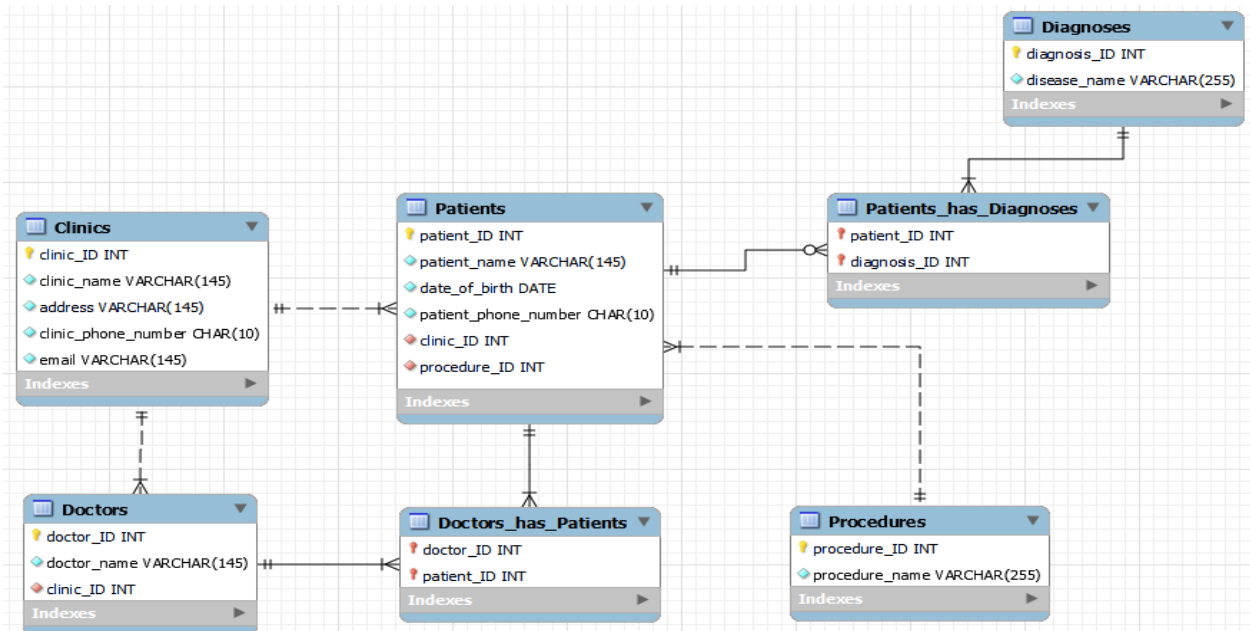 Diagnoses
diagnosis_ID INT
disease_name VARCHAR(255)
Indexes
Clinics
clinic_ID INT
clinic_name VARCHAR(145)
address VARCHAR(145)
clinic_phone_number CHAR(10)
email VARCHAR(145)
Indexes
Patients
patient_ID INT
patient_name VARCHAR(145)
date_of_birth DATE
patient_phone_number CHAR(10)
clinic_ID INT
procedure_ID INT
Indexes
Patients_has_Diagnoses
patient_ID INT
diagnosis_ID INT
Indexes
Doctors
doctor_ID INT
doctor_name VARCHAR(145)
clinic_ID INT
Indexes
Doctors_has_Patients
doctor_ID INT
patient_ID INT
Indexes
Procedures
procedure_ID INT
procedure_name VARCHAR(255)
Indexes